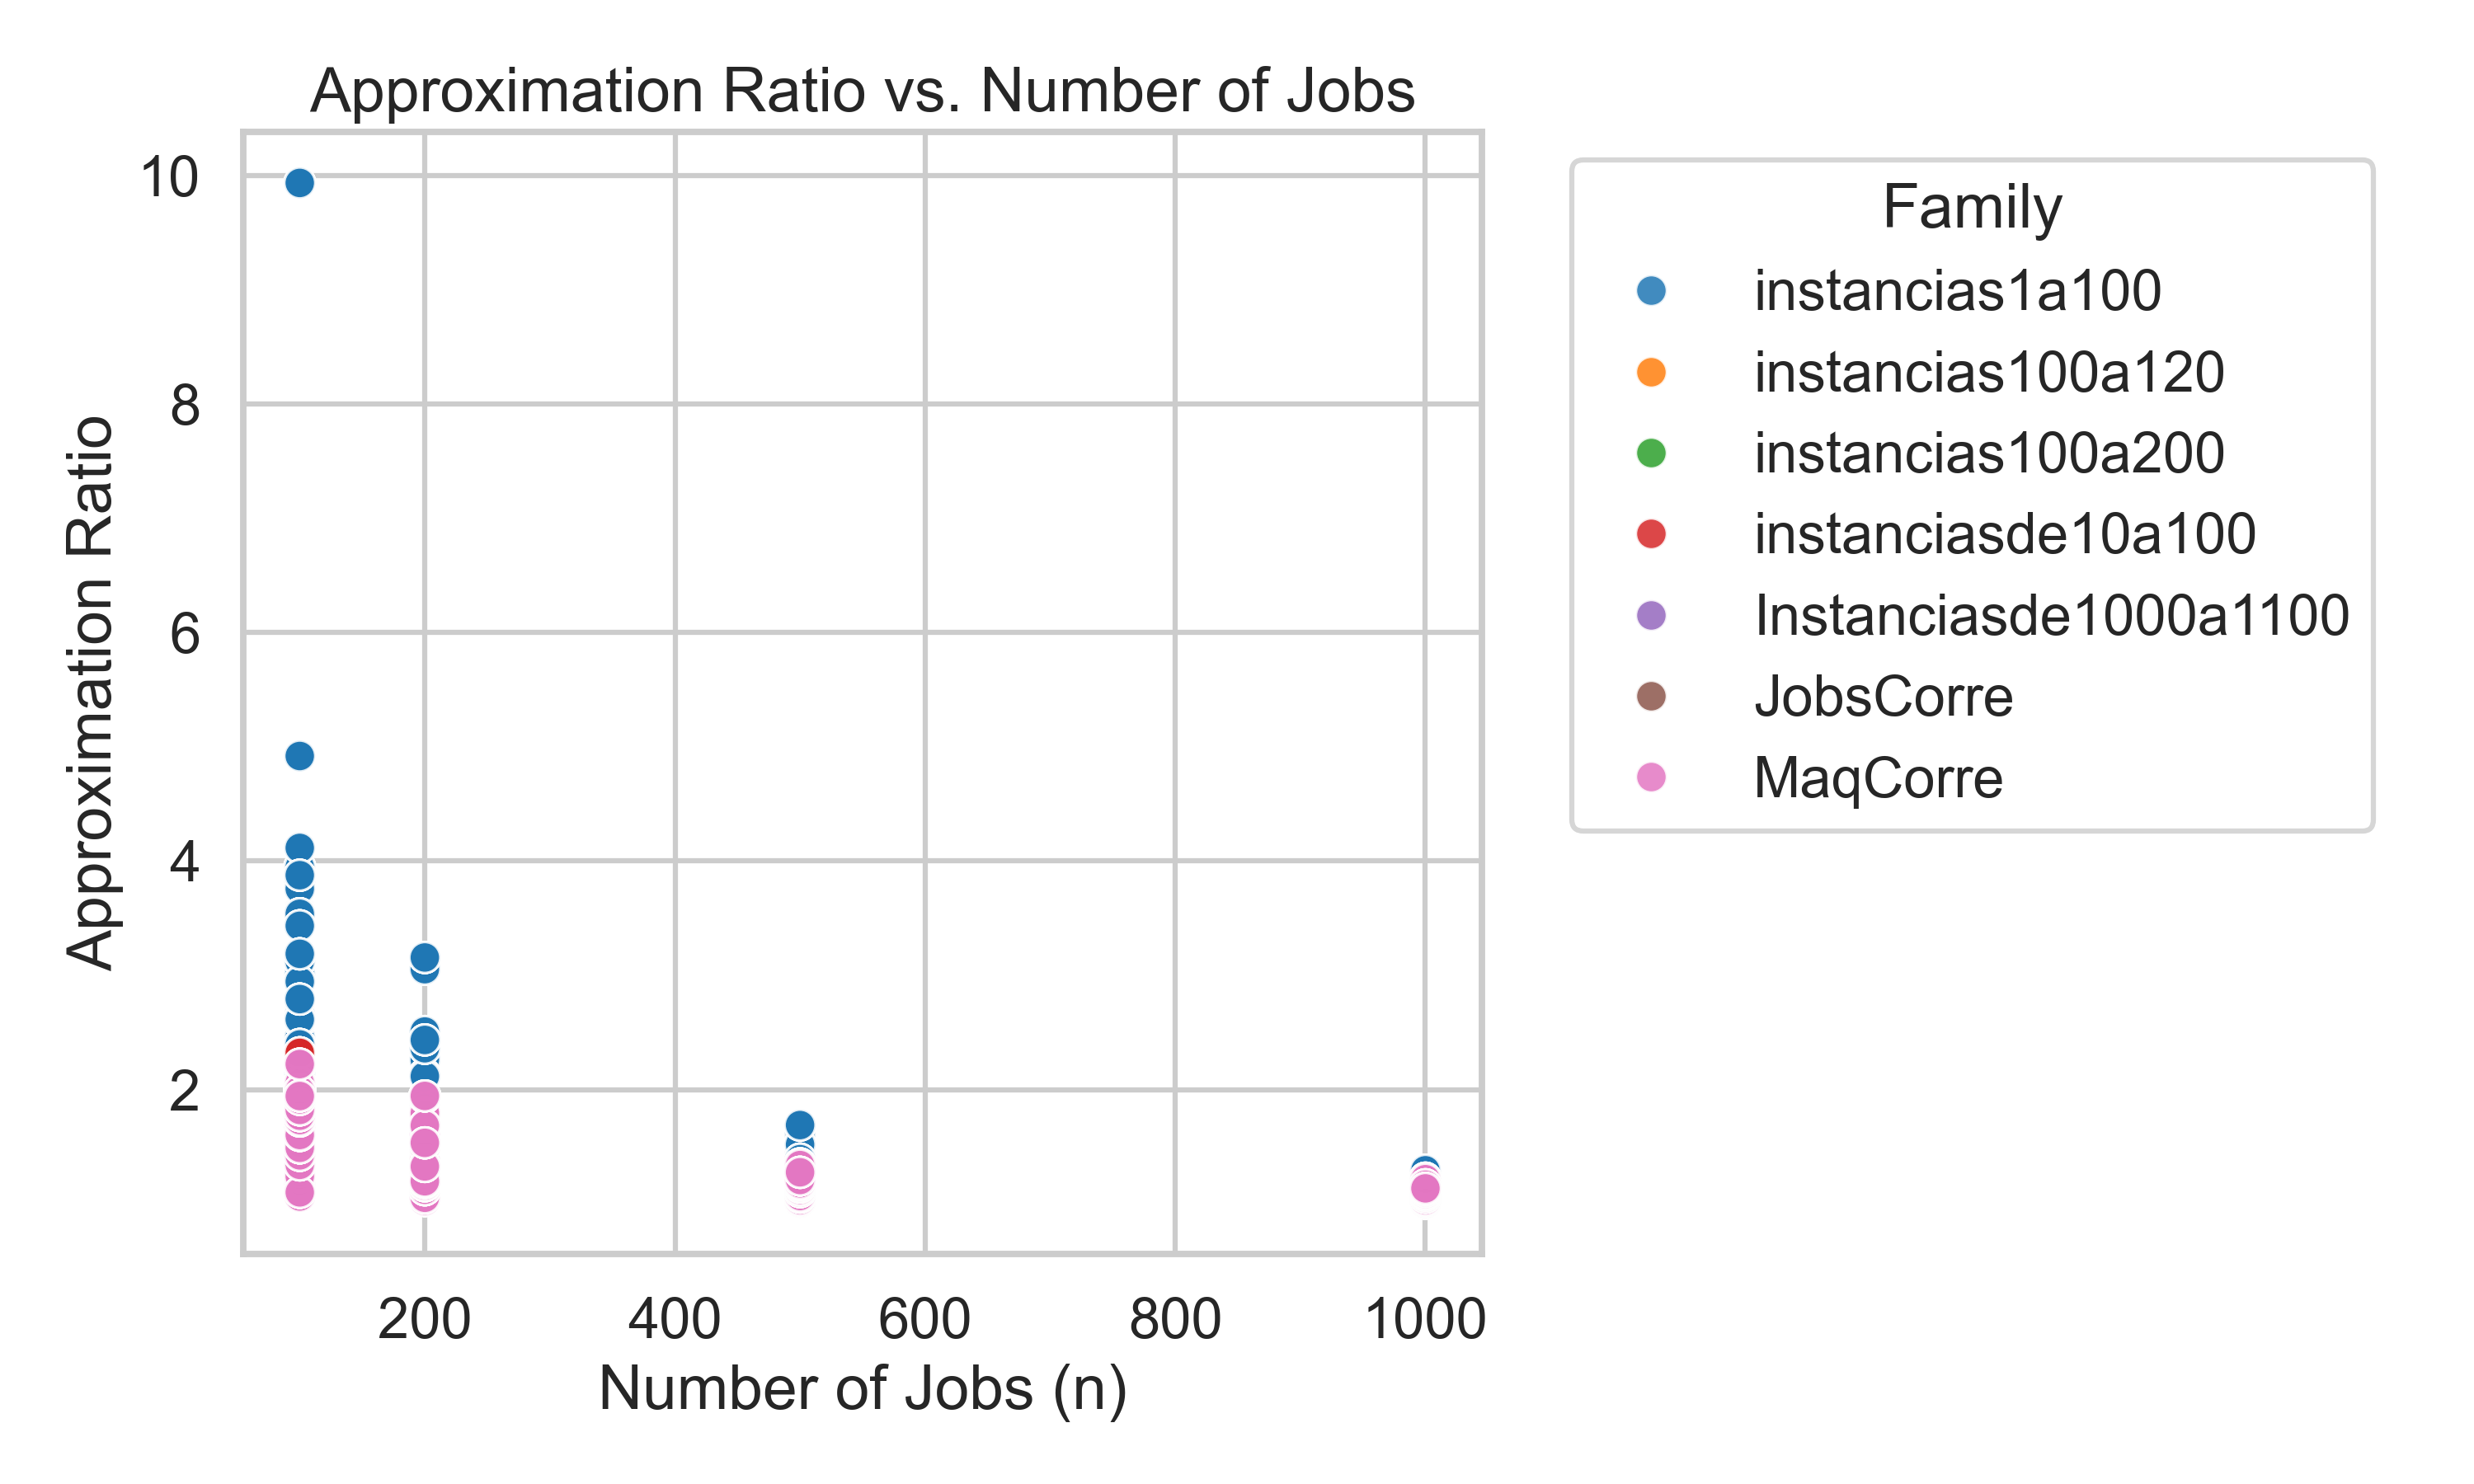 Approximation Ratio vs. Number of Jobs
Approximation Ratio
10
8
6
4
2
200 400 600 800 1000
Number of Jobs (n)
Family
instancias1a100
instancias100a120
instancias100a200
instanciasde10a100
Instanciasde1000a1100
JobsCorre
MaqCorre